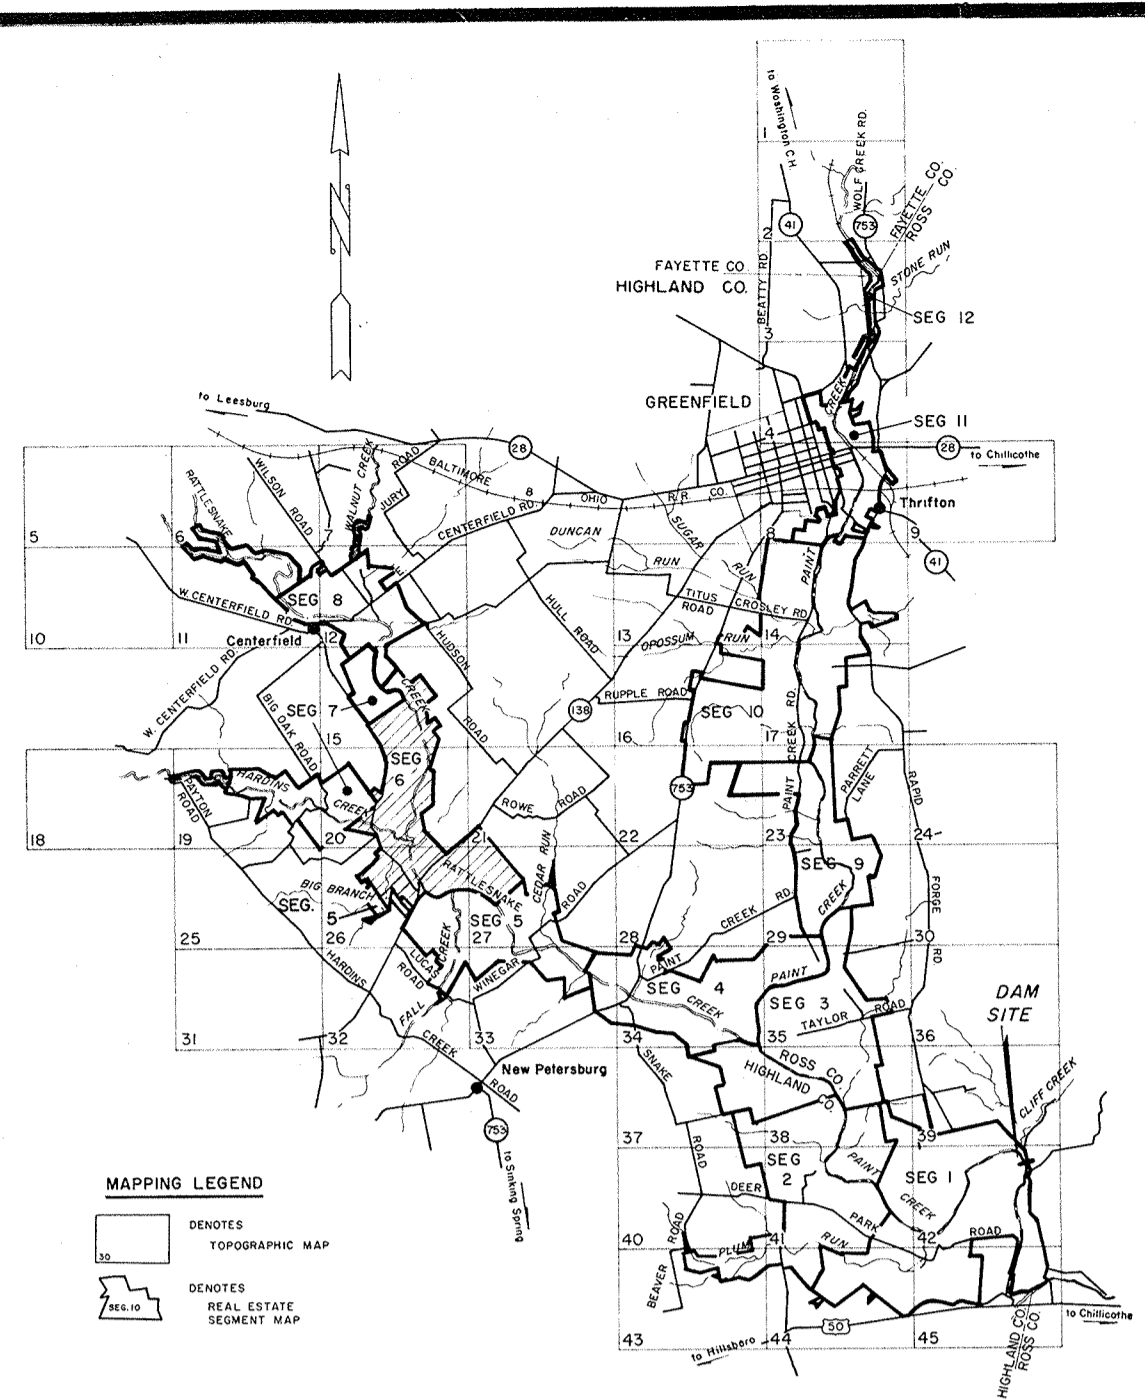 to Washington C.H.
1
WOLF CREEK RD.
FAYETTE CO.
ROSS CO.
41
753
2
STONE RUN
FAYETTE CO.
HIGHLAND CO.
BEATTY RD.
SEG 12
3
to Leesburg
GREENFIELD
CREEK
SEG 11
4
28
28
to Chillicothe
RATTLESNAKE
WILSON ROAD
WALNUT CREEK
JURY ROAD
BALTIMORE 8 OHIO R.R. CO.
CENTERFIELD RD.
Thrifton
5
6
7
8
9
DUNCAN RUN
SUGAR RUN
PAINT
41
SEG 8
W. CENTERFIELD RD.
HULL ROAD
TITUS ROAD
CROSLEY RD
10
11
Centerfield
12
HUDSON ROAD
13
OPOSSUM RUN
14
W. CENTERFIELD RD.
BIG OAK ROAD
SEG 7
CREEK
RUPPLE ROAD
138
SEG 10
PAINT CREEK RD.
15
16
17
SEG 6
PARRETT LANE
RAPID FORGE RD
HARDINS CREEK
PAYTON ROAD
753
ROWE ROAD
18
19
20
21
22
23
24
CEDAR RUN
ROAD
SEG 9
RATTLESNAKE
BIG BRANCH
SEG. 5
SEG 5
CREEK RD.
CREEK
25
26
27
28
29
30
HARDINS CREEK ROAD
LUCAS ROAD
FALL CREEK
WINEGAR
PAINT
SEG 4
CREEK
PAINT
SEG 3
TAYLOR ROAD
DAM SITE
31
32
33
34
35
36
New Petersburg
SNAKE ROAD
ROSS CO.
HIGHLAND CO.
CLIFF CREEK
753
to Sinking Spring
37
38
39
SEG 2
PAINT CREEK
SEG 1
DEER PARK ROAD
MAPPING LEGEND
DENOTES
TOPOGRAPHIC MAP
30
DENOTES
REAL ESTATE
SEGMENT MAP
SEG. 10
40
41
42
BEAVER ROAD
PLUM RUN
50
to Chillicothe
43
44
45
to Hillsboro
HIGHLAND CO.
ROSS CO.